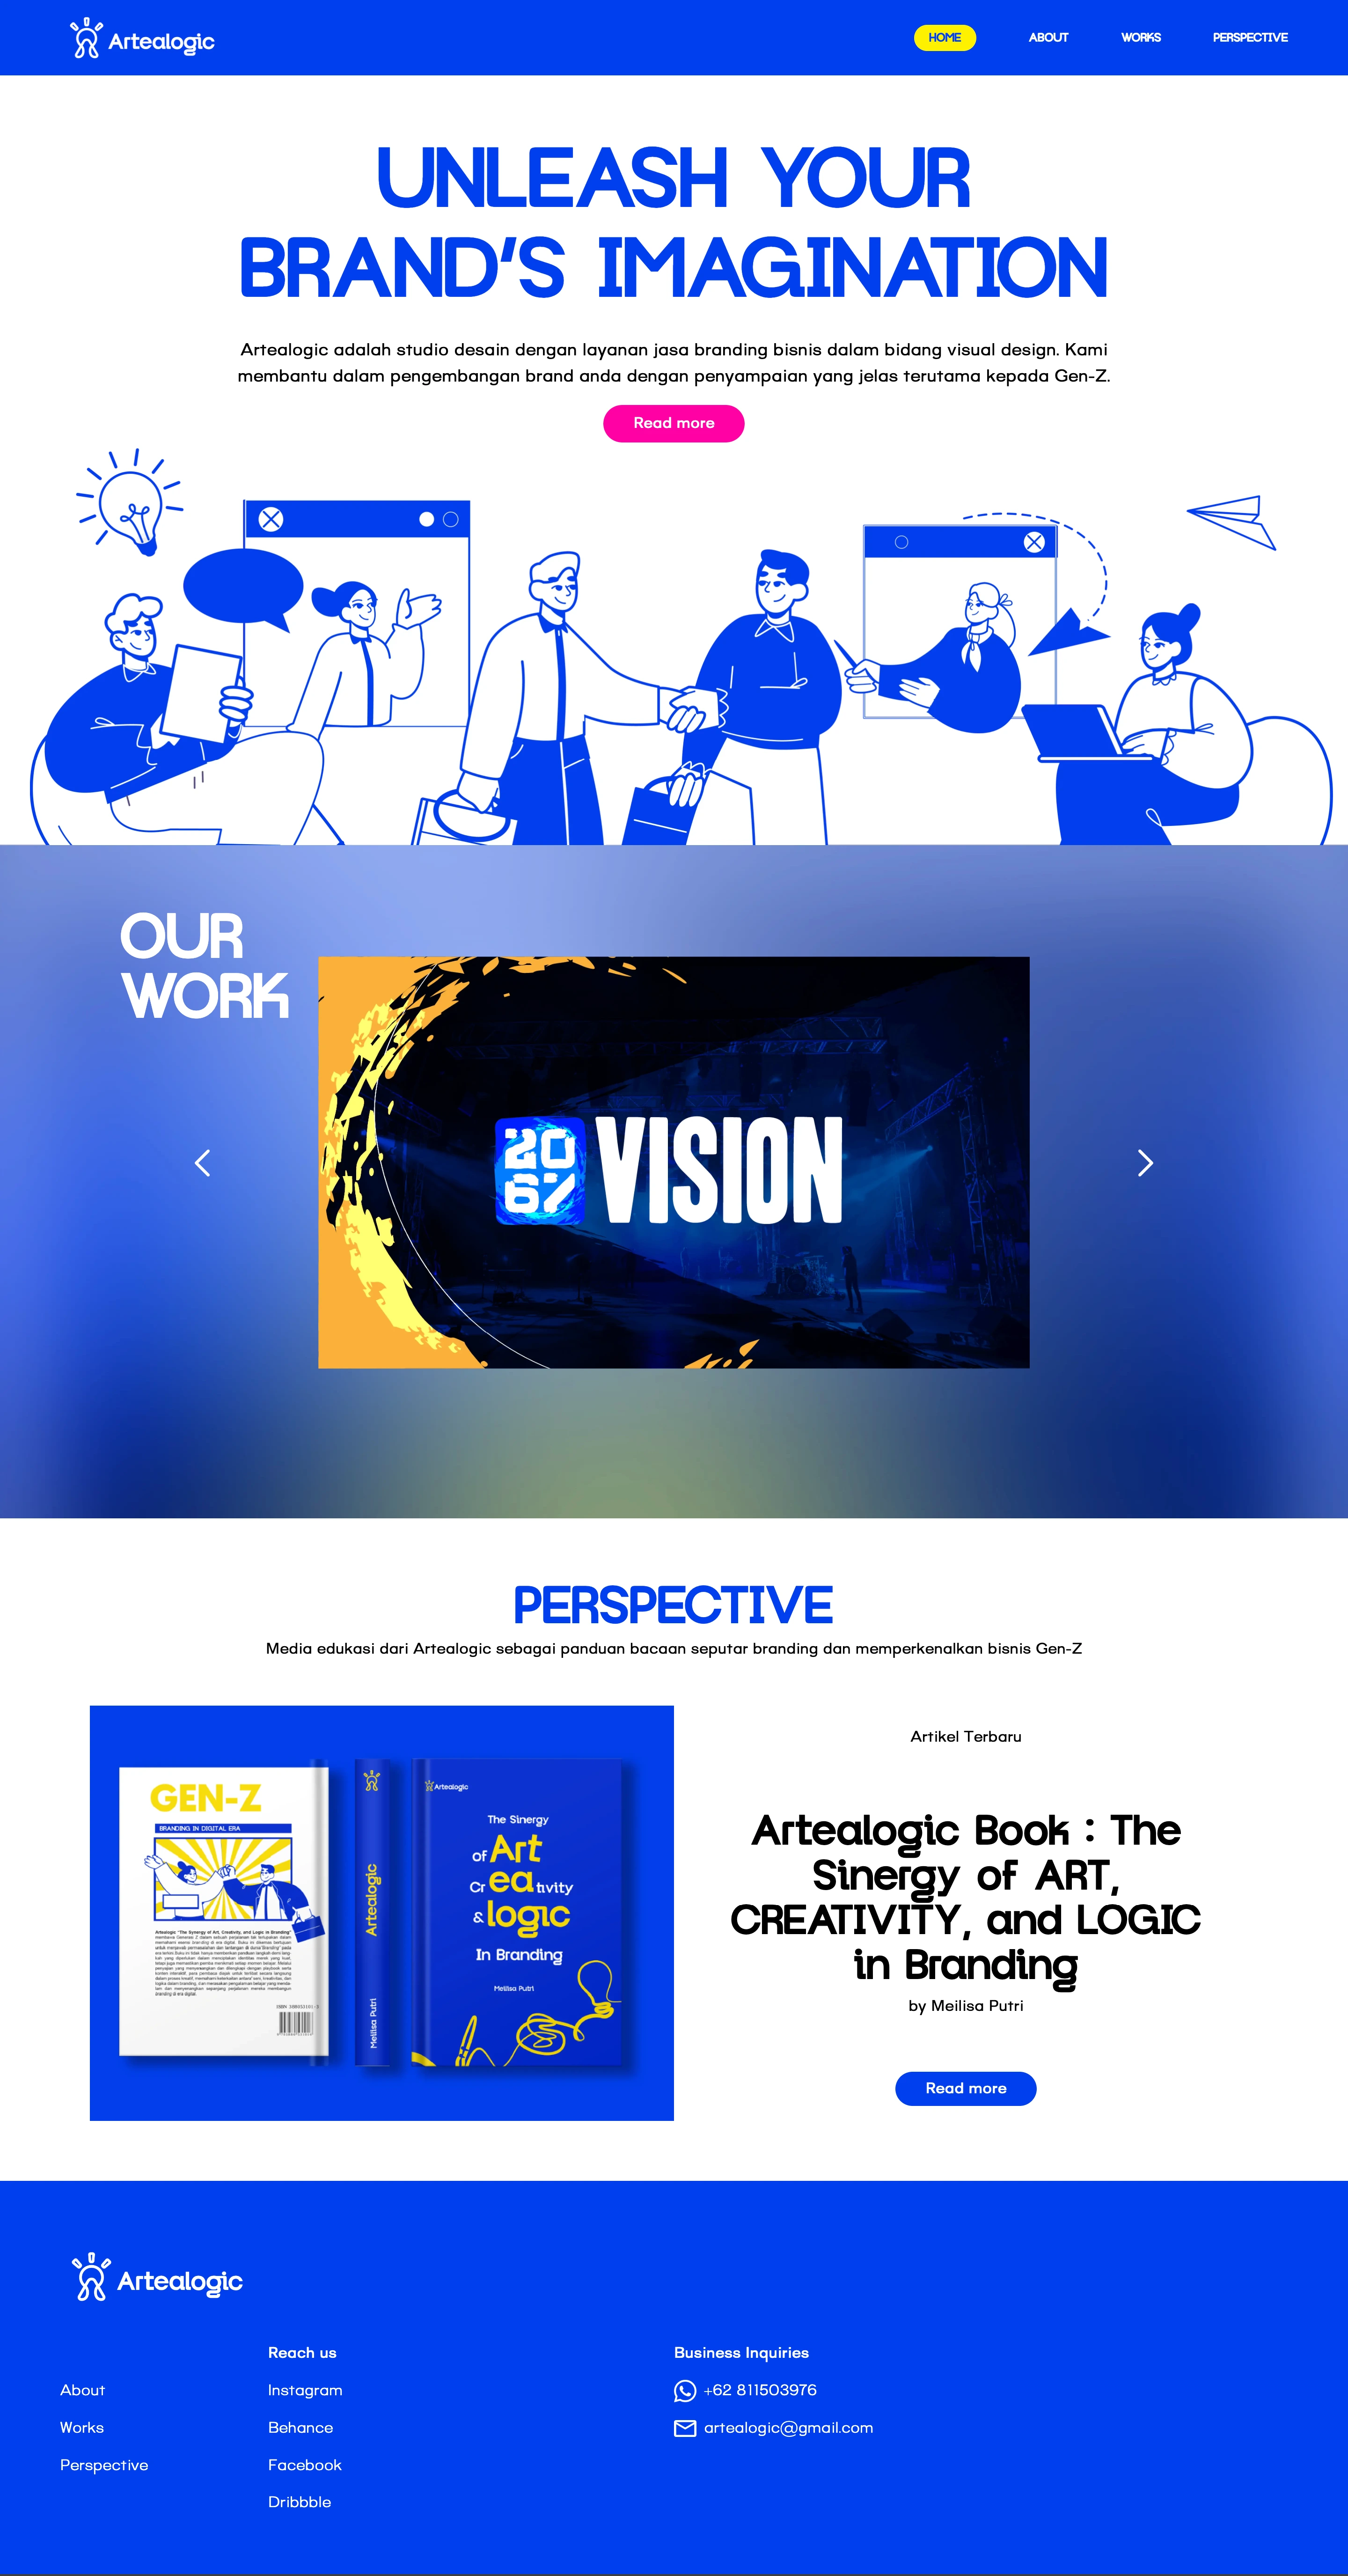 Artealogic
HOME
ABOUT
WORKS
PERSPECTIVE
UNLEASH YOUR
BRAND'S IMAGINATION
Artealogic adalah studio desain dengan layanan jasa branding bisnis dalam bidang visual design. Kami
membantu dalam pengembangan brand anda dengan penyampaian yang jelas terutama kepada Gen-Z.
Read more
OUR
WORK
20
67
VISION
PERSPECTIVE
Media edukasi dari Artealogic sebagai panduan bacaan seputar branding dan memperkenalkan bisnis Gen-Z
GEN-Z
BRANDING IN DIGITAL ERA
Artealogic
Meilisa Putri
Artealogic
The Sinergy
of Art
Cr ea tivity
& logic
In Branding
Meilisa Putri
Artikel Terbaru
Artealogic Book : The
Sinergy of ART,
CREATIVITY, and LOGIC
in Branding
by Meilisa Putri
Read more
Artealogic
About
Works
Perspective
Reach us
Instagram
Behance
Facebook
Dribbble
Business Inquiries
+62 811503976
artealogic@gmail.com